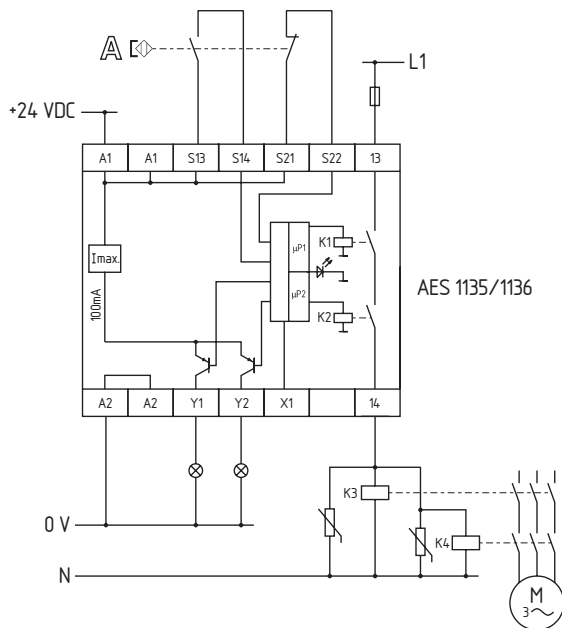 A
L1
+24 VDC
A1 A1 S13 S14 S21 S22 13
Imax.
100mA
µP1
µP2
K1
K2
AES 1135/1136
A2 A2 Y1 Y2 X1 14
K3
K4
0 V
N
M
3